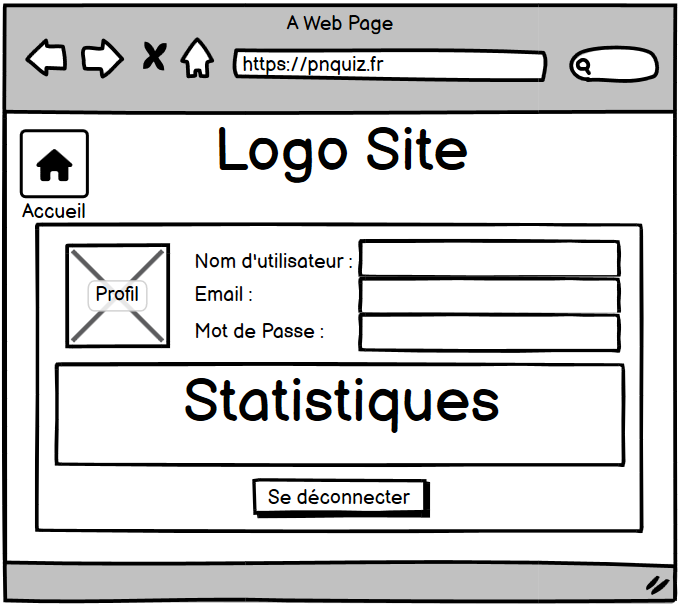 A Web Page
https://pnquiz.fr
Logo Site
Accueil
Profil
Nom d'utilisateur :
Email :
Mot de Passe :
Statistiques
Se déconnecter